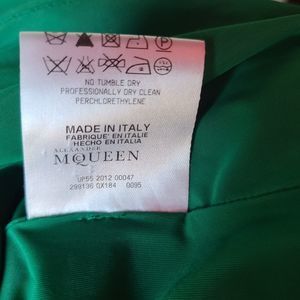 NO TUMBLE DRY
PROFESSIONALLY DRY CLEAN
PERCHLORETHYLENE
MADE IN ITALY
FABRIQUE' EN ITALIE
HECHO EN ITALIA
ALEXANDER
MCQUEEN
UP55 2012 00047
299136 QX184 0095